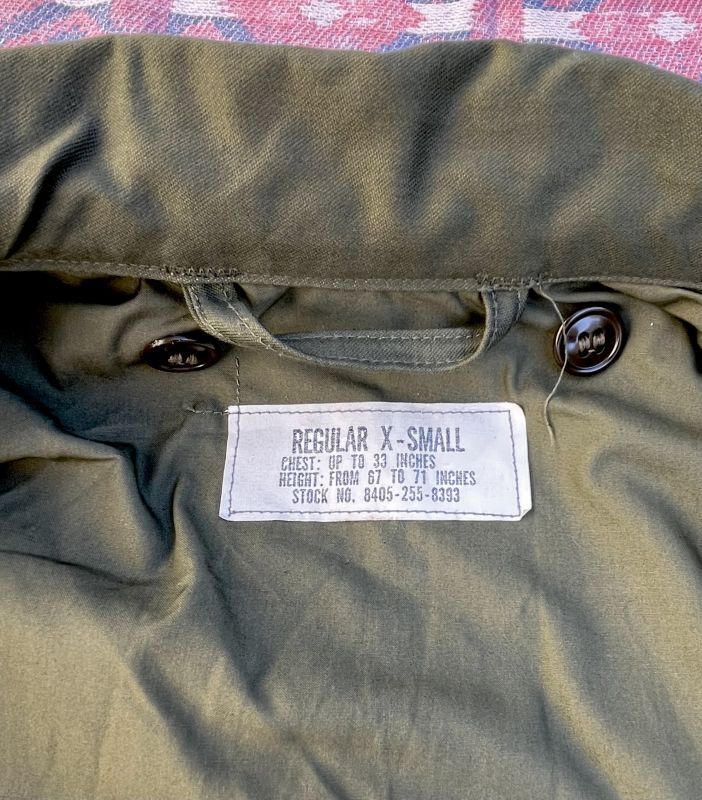 REGULAR X-SMALL
CHEST: UP TO 33 INCHES
HEIGHT: FROM 67 TO 71 INCHES
STOCK NO. 8405-255-8393